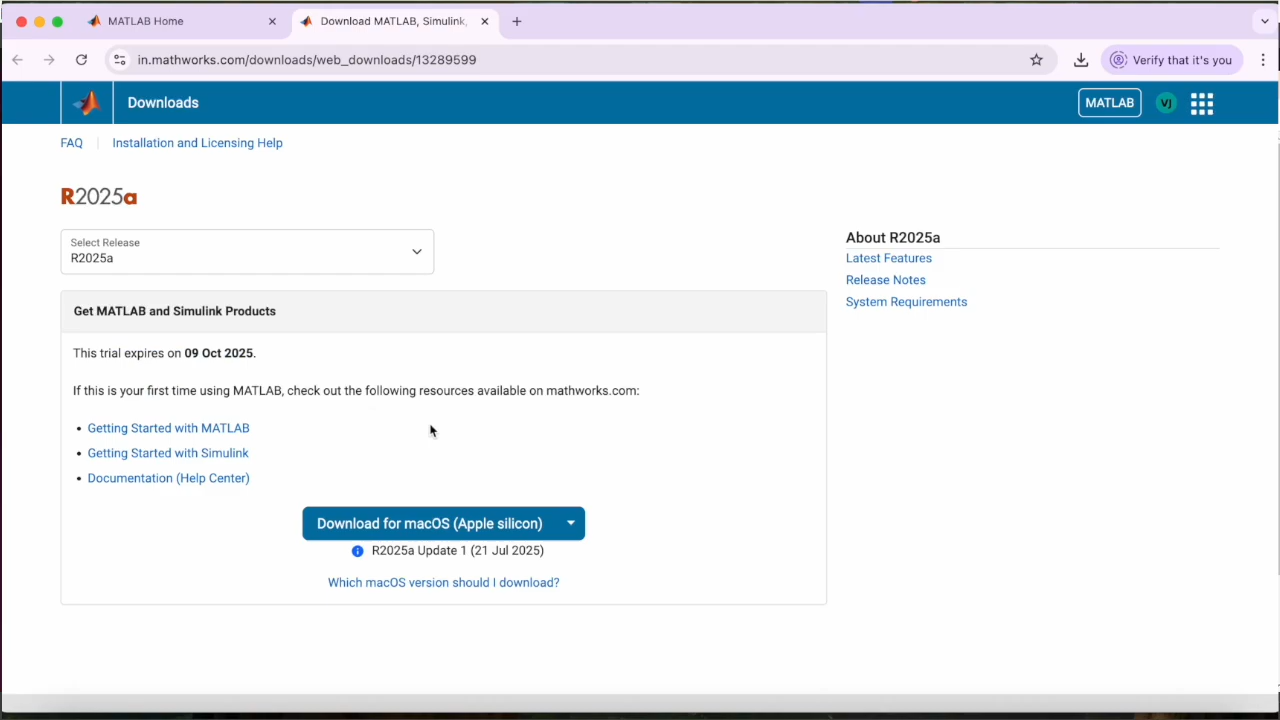 MATLAB Home
Download MATLAB, Simulink,
in.mathworks.com/downloads/web_downloads/13289599
Verify that it's you
Downloads
MATLAB
VJ
FAQ
Installation and Licensing Help
R2025a
Select Release
R2025a
About R2025a
Latest Features
Release Notes
System Requirements
Get MATLAB and Simulink Products
This trial expires on 09 Oct 2025.
If this is your first time using MATLAB, check out the following resources available on mathworks.com:
• Getting Started with MATLAB
• Getting Started with Simulink
• Documentation (Help Center)
Download for macOS (Apple silicon)
R2025a Update 1 (21 Jul 2025)
Which macOS version should I download?